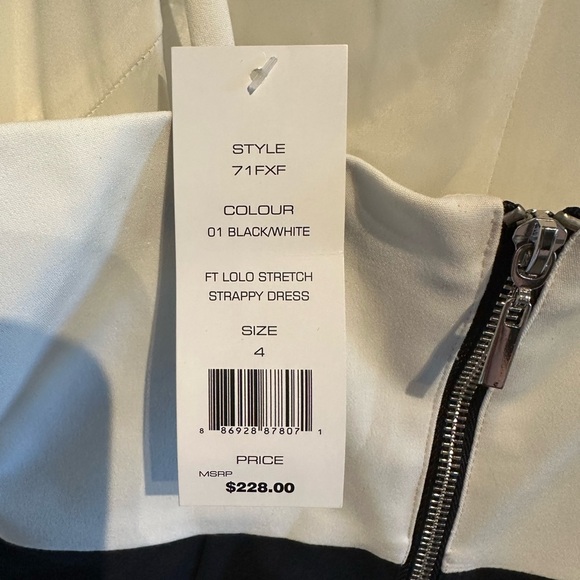 STYLE
71FXF
COLOUR
01 BLACK/WHITE
FT LOLO STRETCH
STRAPPY DRESS
SIZE
4
8 86928 87807 1
PRICE
MSRP
$228.00